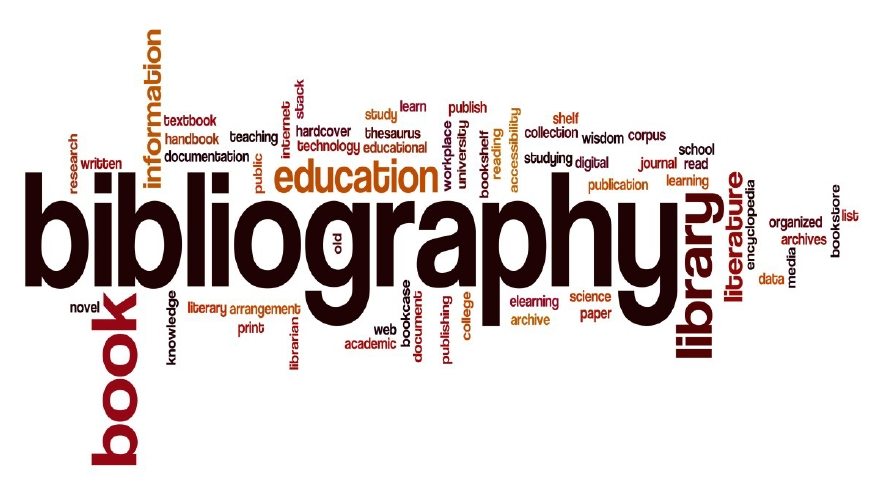 information
stack
textbook
handbook
documentation
teaching
internet
hardcover
technology
study
learn
thesaurus
educational
publish
workplace
university
bookshelf
reading
accessibility
shelf
collection
wisdom
corpus
studying
digital
school
journal
read
research
written
public
education
publication
learning
bibliography
old
library
literature
encyclopedia
organized
archives
bookstore
list
data
media
novel
book
knowledge
literary
arrangement
print
librarian
web
academic
bookcase
document
publishing
college
elearning
archive
science
paper